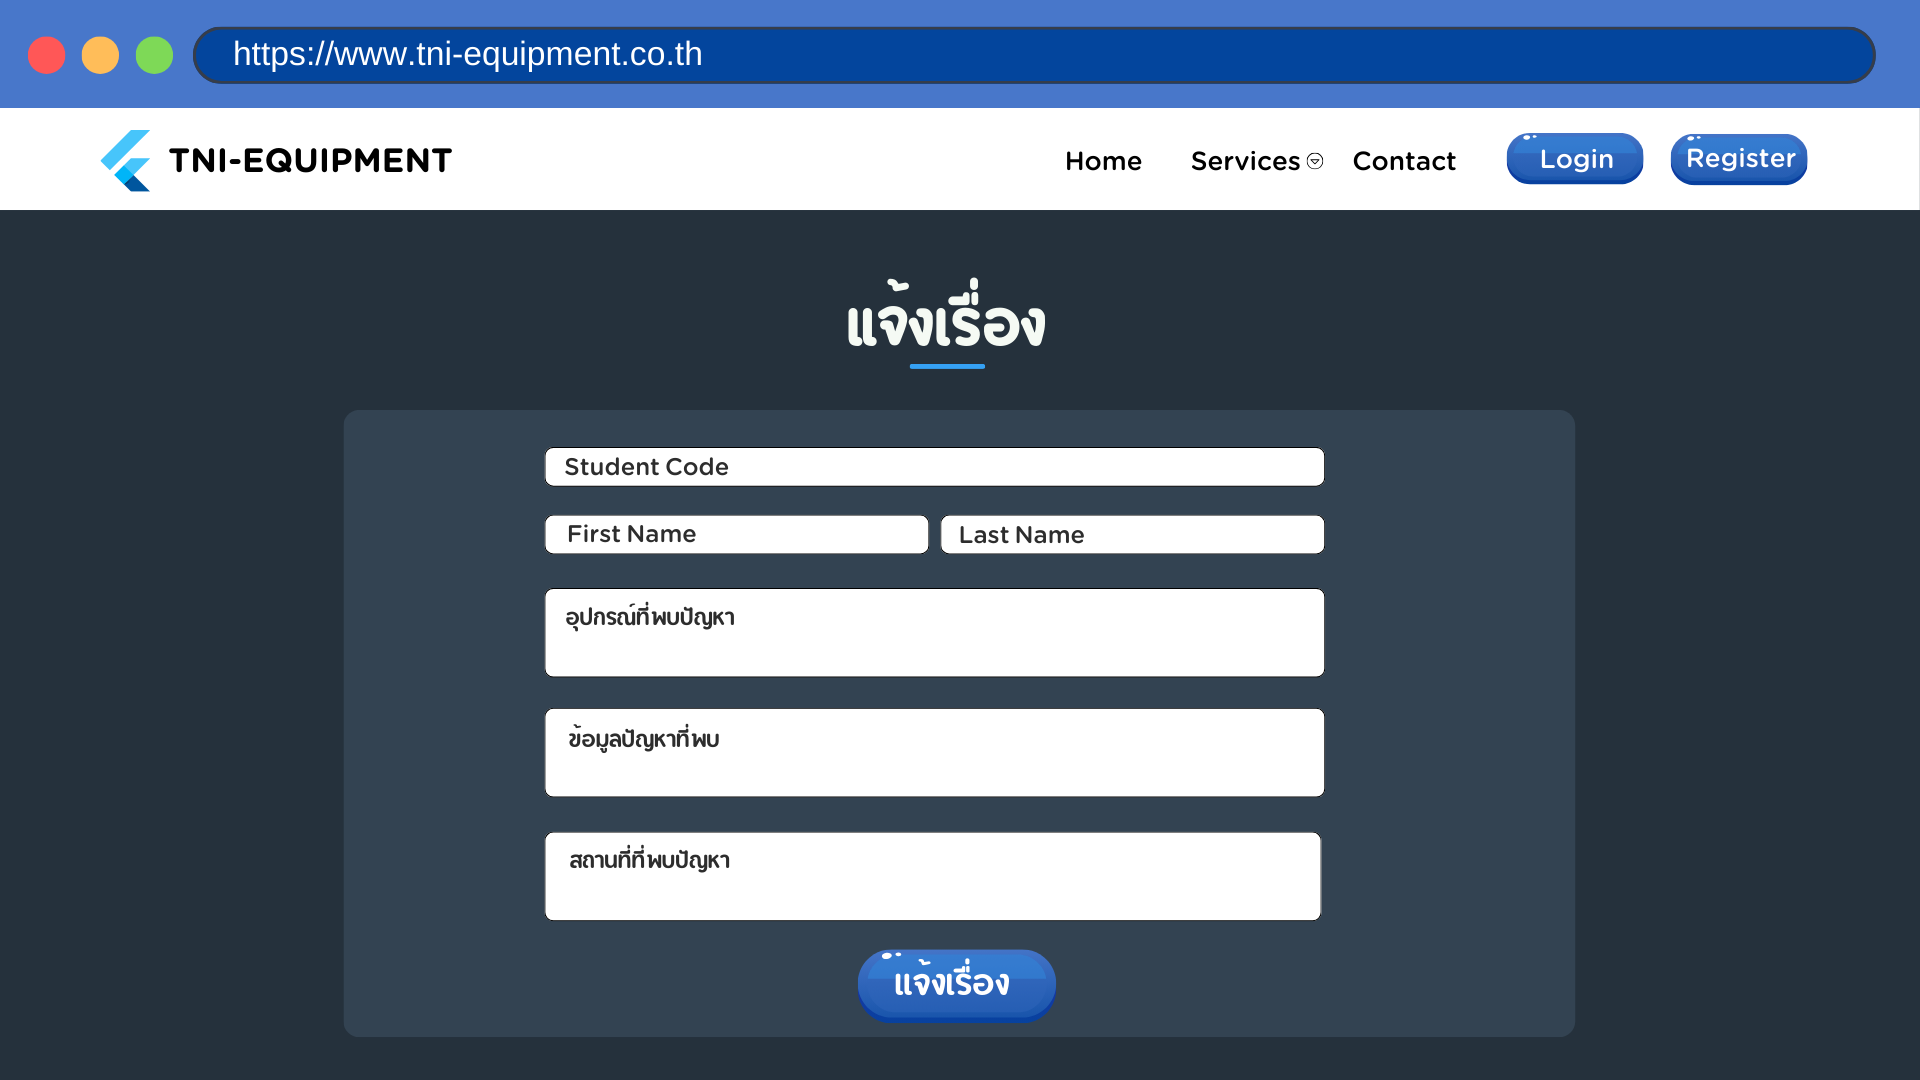 https://www.tni-equipment.co.th
TNI-EQUIPMENT
Home
Services
Contact
Login
Register
แจ้งเรื่อง
Student Code
First Name
Last Name
อุปกรณ์ที่พบปัญหา
ข้อมูลปัญหาที่พบ
สถานที่ที่พบปัญหา
แจ้งเรื่อง